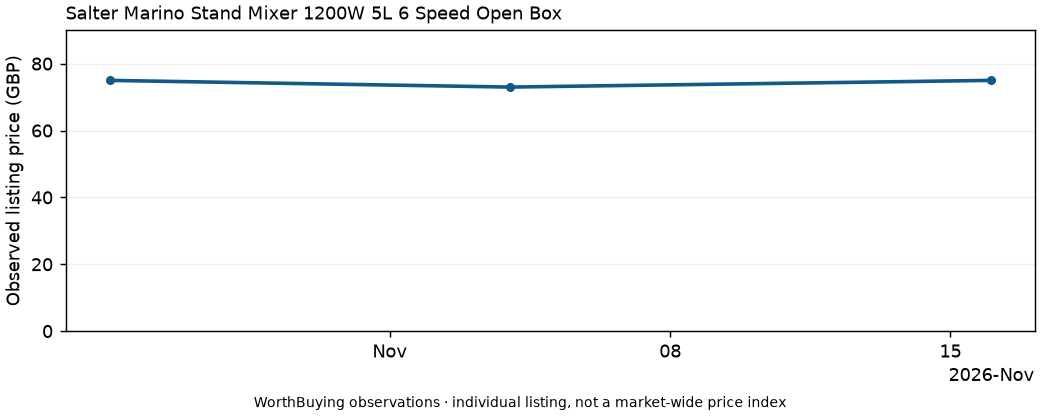 Salter Marino Stand Mixer 1200W 5L 6 Speed Open Box
Observed listing price (GBP)
80
60
40
20
0
Nov
08
15
2026-Nov
WorthBuying observations · individual listing, not a market-wide price index